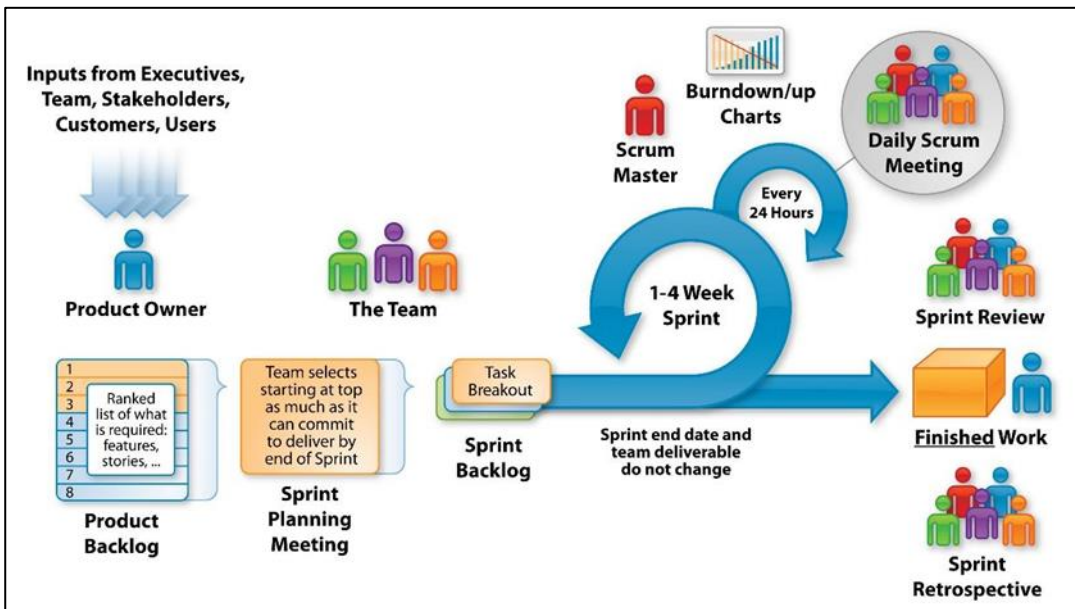 Inputs from Executives,
Team, Stakeholders,
Customers, Users
Product Owner
The Team
Scrum
Master
Burndown/up
Charts
Daily Scrum
Meeting
Every
24 Hours
1-4 Week
Sprint
Sprint Review
1
2
3
4
5
6
7
8
Ranked
list of what
is required:
features,
stories, ...
Product
Backlog
Team selects
starting at top
as much as it
can commit
to deliver by
end of Sprint
Sprint
Planning
Meeting
Task
Breakout
Sprint
Backlog
Sprint end date and
team deliverable
do not change
Finished Work
Sprint
Retrospective